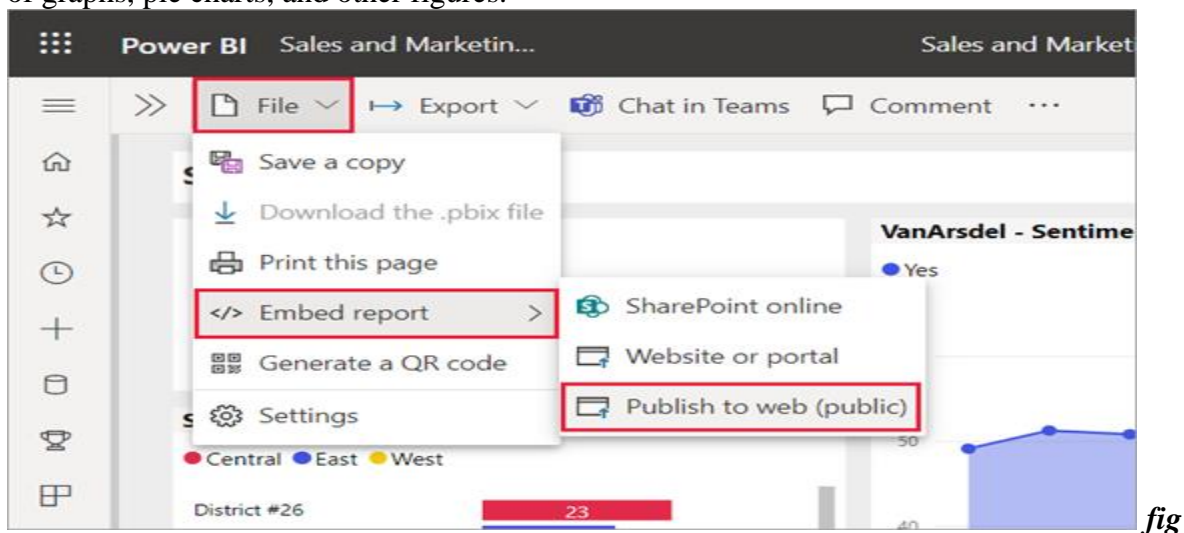 of graphs, pie charts, and other figures.
Power BI Sales and Marketin... Sales and Market
File Export Chat in Teams Comment ...
Save a copy
Download the .pbix file
Print this page
Embed report >
Generate a QR code
Settings
SharePoint online
Website or portal
Publish to web (public)
VanArsdel - Sentime
Yes
50
40
S
S
Central East West
District #26 23
fig